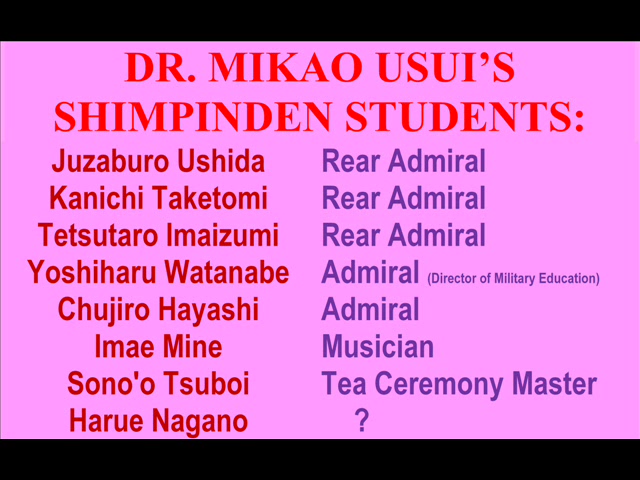 DR. MIKAO USUI’S
SHIMPINDEN STUDENTS:
Juzaburo Ushida Rear Admiral
Kanichi Taketomi Rear Admiral
Tetsutaro Imaizumi Rear Admiral
Yoshiharu Watanabe Admiral (Director of Military Education)
Chujiro Hayashi Admiral
Imae Mine Musician
Sono'o Tsuboi Tea Ceremony Master
Harue Nagano ?